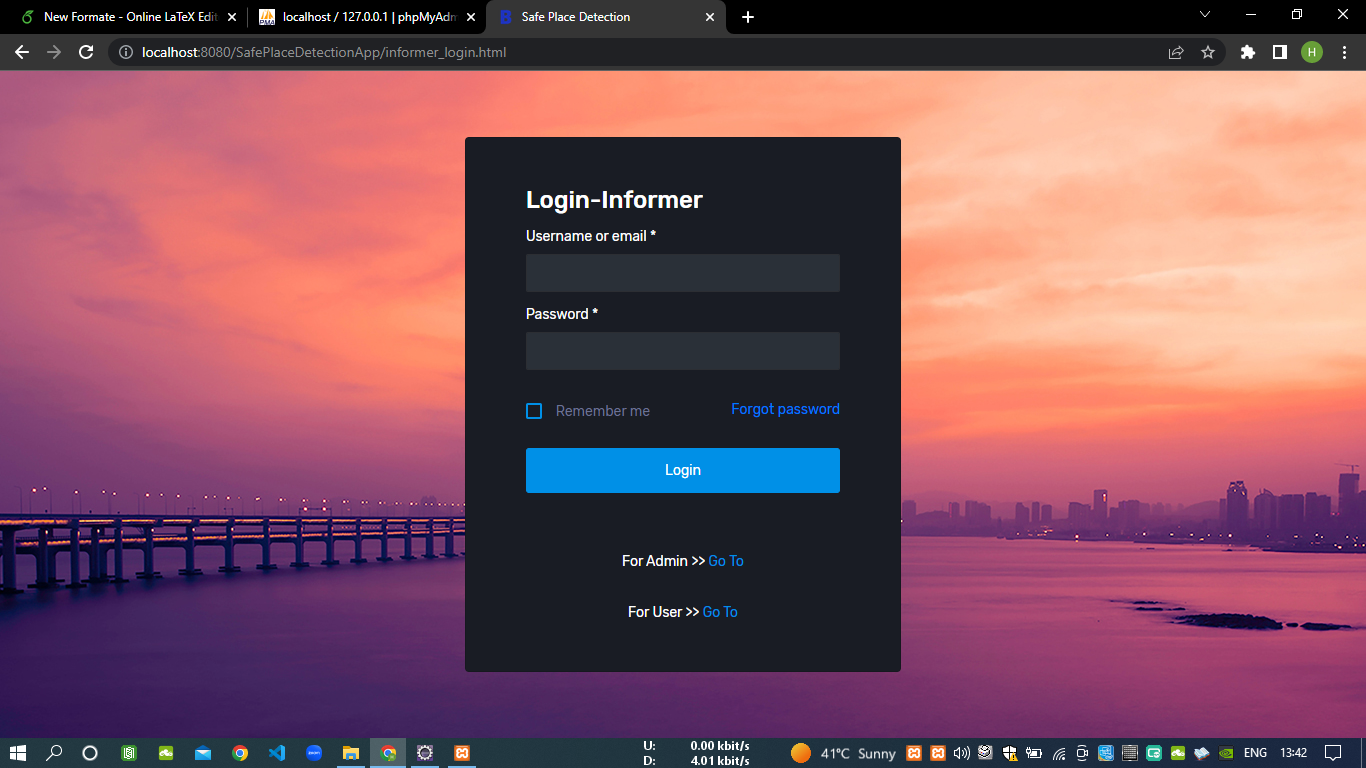 New Formate - Online LaTeX Edit
localhost / 127.0.0.1 | phpMyAdm
Safe Place Detection
localhost:8080/SafePlaceDetectionApp/informer_login.html
H
Login-Informer
Username or email *
Password *
Remember me
Forgot password
Login
For Admin >> Go To
For User >> Go To
U: 0.00 kbit/s
D: 4.01 kbit/s
41°C Sunny
ENG
13:42